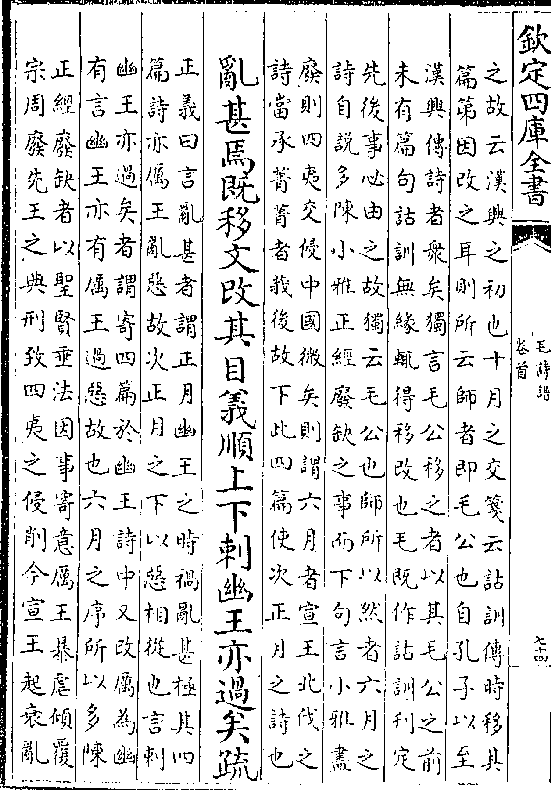 欽定四庫全書
毛詩譜
卷首
七十四
之故云漢興之初也十月之交箋云詁訓傳時移其
篇第因改之耳則所云師者即毛公也自孔子以至
漢興傳詩者衆矣獨言毛公移之者以其毛公之前
未有篇句詁訓無緣輒得移改也毛既作詁訓刋定
先後事必由之故獨云毛公也師所以然者六月之
詩自說多陳小雅正經廢缺之事而下句言小雅盡
廢則四夷交侵中國微矣則謂六月者宣王北伐之
詩當承菁菁者莪後故下此四篇使次正月之詩也
亂甚焉既移文改其目義順上下刺幽王亦過矣疏
正義曰言亂甚者謂正月幽王之時禍亂甚極其四
篇詩亦厲王亂惡故次正月之下以惡相從也言刺
幽王亦過矣者謂寄四篇於幽王詩中又改厲為幽
有言幽王亦有厲王過惡故也六月之序所以多陳
正經廢缺者以聖賢垂法因事寄意厲王暴虐傾覆
宗周廢先王之典刑致四夷之侵削今宣王起衰亂